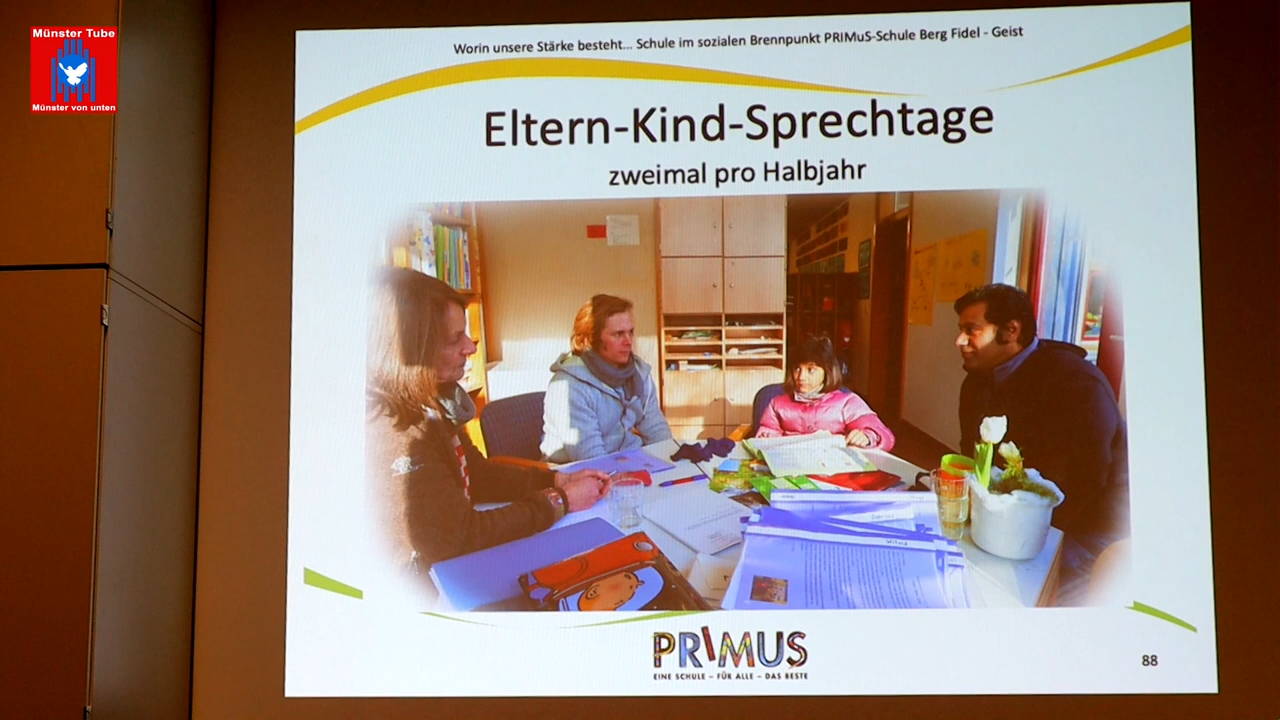 Münster Tube
Münster von unten
Worin unsere Stärke besteht... Schule im sozialen Brennpunkt PRIMuS-Schule Berg Fidel - Geist
Eltern-Kind-Sprechtage
zweimal pro Halbjahr
PRIMUS
EINE SCHULE – FÜR ALLE – DAS BESTE
88